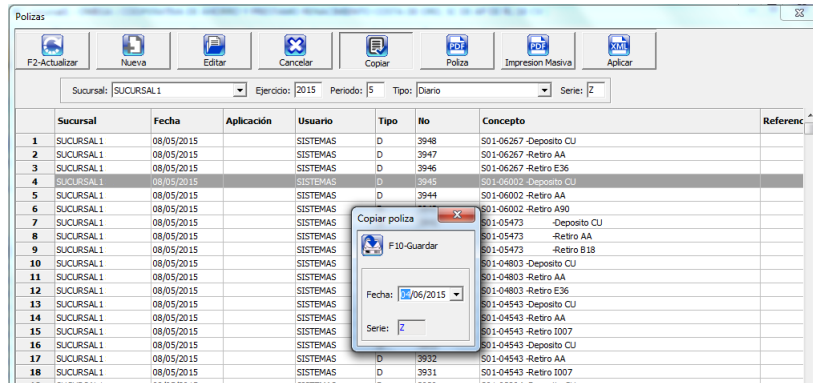 Polizas
F2-Actualizar Nueva Editar Cancelar Copiar Poliza Impresion Masiva Aplicar
PDF PDF XML
Sucursal: SUCURSAL1 Ejercicio: 2015 Periodo: 5 Tipo: Diario Serie: Z
Sucursal Fecha Aplicación Usuario Tipo No Concepto Referenc
1 SUCURSAL1 08/05/2015 SISTEMAS D 3948 S01-06267 -Deposito CU
2 SUCURSAL1 08/05/2015 SISTEMAS D 3947 S01-06267 -Retiro AA
3 SUCURSAL1 08/05/2015 SISTEMAS D 3946 S01-06267 -Retiro E36
4 SUCURSAL1 08/05/2015 SISTEMAS D 3945 S01-06002 -Deposito CU
5 SUCURSAL1 08/05/2015 SISTEMAS D 3944 S01-06002 -Retiro AA
6 SUCURSAL1 08/05/2015 SISTEMAS S01-06002 -Retiro A90
7 SUCURSAL1 08/05/2015 SISTEMAS S01-05473 -Deposito CU
8 SUCURSAL1 08/05/2015 SISTEMAS S01-05473 -Retiro AA
9 SUCURSAL1 08/05/2015 SISTEMAS S01-05473 -Retiro B18
10 SUCURSAL1 08/05/2015 SISTEMAS S01-04803 -Deposito CU
11 SUCURSAL1 08/05/2015 SISTEMAS S01-04803 -Retiro AA
12 SUCURSAL1 08/05/2015 SISTEMAS S01-04803 -Retiro E36
13 SUCURSAL1 08/05/2015 SISTEMAS S01-04543 -Deposito CU
14 SUCURSAL1 08/05/2015 SISTEMAS S01-04543 -Retiro AA
15 SUCURSAL1 08/05/2015 SISTEMAS S01-04543 -Retiro I007
16 SUCURSAL1 08/05/2015 SISTEMAS S01-04543 -Deposito CU
17 SUCURSAL1 08/05/2015 SISTEMAS D 3932 S01-04543 -Retiro AA
18 SUCURSAL1 08/05/2015 SISTEMAS D 3931 S01-04543 -Retiro I007
Copiar poliza
F10-Guardar
Fecha: 04/06/2015
Serie: Z